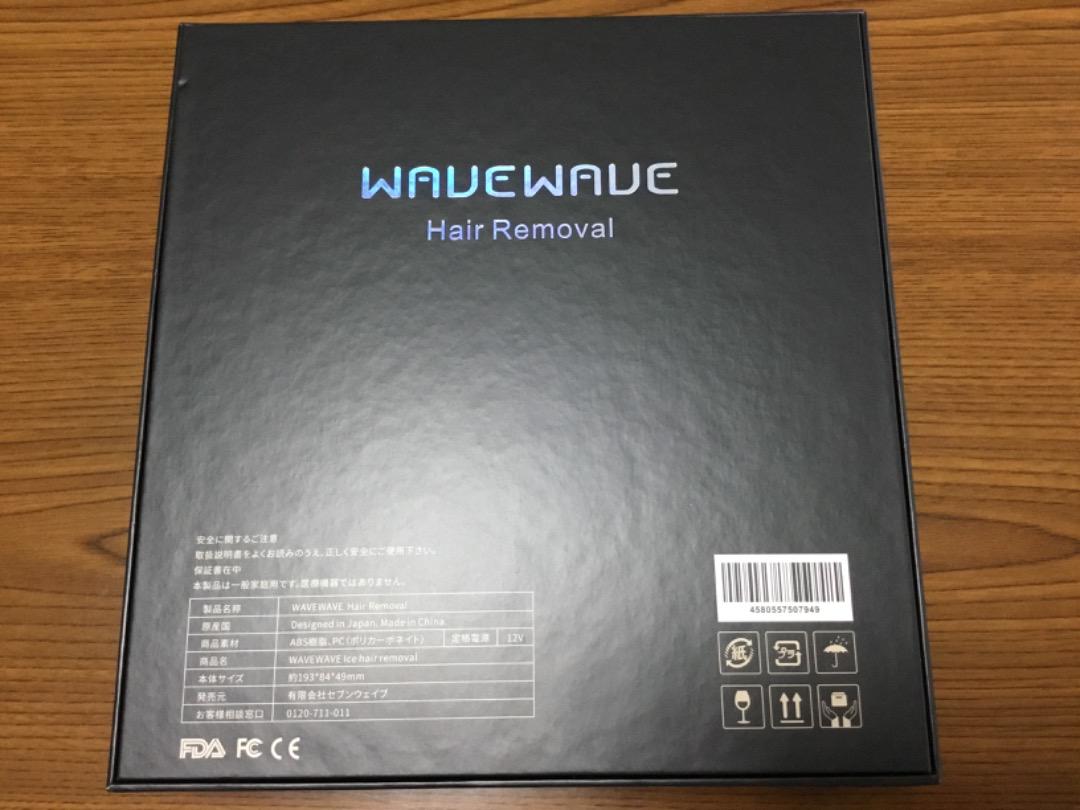 WAVEWAVE
Hair Removal
安全に関するご注意
取扱説明書をよくお読みのうえ、正しく安全にご使用下さい。
保証書在中
本製品は一般家庭用です。医療機器ではありません。
製品名称 WAVEWAVE Hair Removal
原産国 Designed in Japan. Made in China.
商品素材 ABS樹脂、PC(ポリカーボネイト) 定格電源 12V
商品名 WAVEWAVE Ice hair removal
本体サイズ 約193*84*49mm
発売元 有限会社セブンウェイブ
お客様相談窓口 0120-711-011
FDA FC CE
4580557507949
紙 プラ